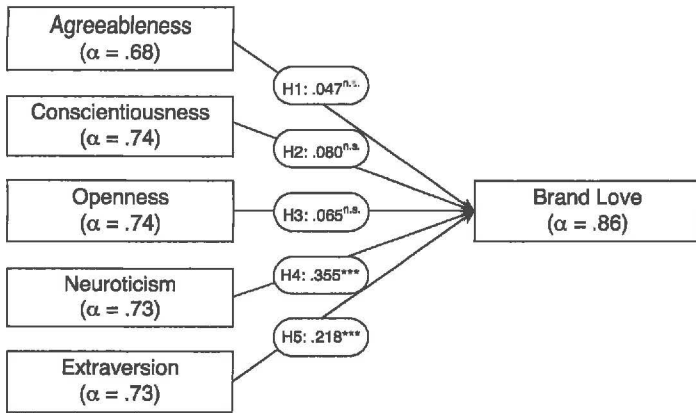 Agreeableness
(α = .68)
H1: .047n.s.
Conscientiousness
(α = .74)
H2: .080n.s.
Openness
(α = .74)
H3: .065n.s.
Brand Love
(α = .86)
Neuroticism
(α = .73)
H4: .355***
Extraversion
(α = .73)
H5: .218***